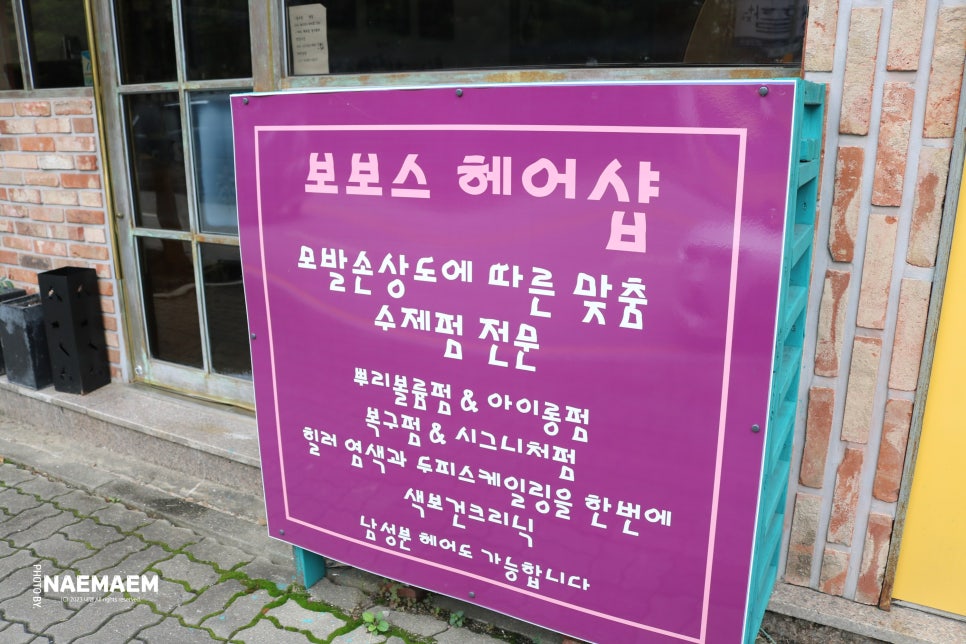 보보스 헤어샵
모발손상도에 따른 맞춤
수제펌 전문
뿌리볼륨펌 & 아이롱펌
복구펌 & 시그니처펌
힐러 염색과 두피스케일링을 한번에
색보건크리닉
남성분 헤어도 가능합니다
PHOTO BY.
NAEMAEM